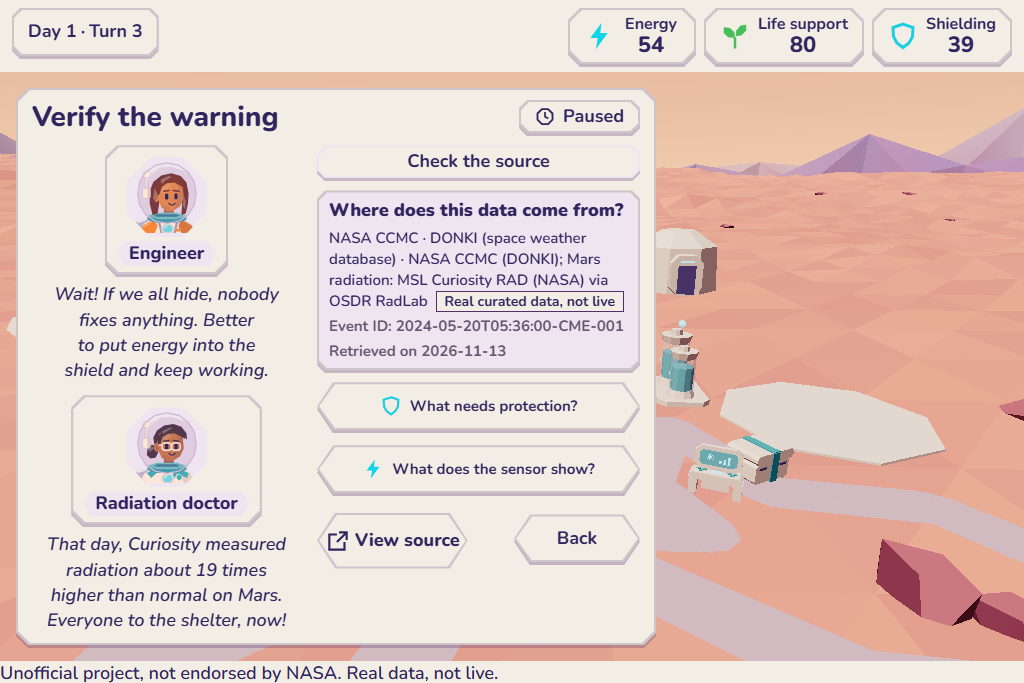 Day 1 · Turn 3
Energy
54
Life support
80
Shielding
39
Verify the warning
Paused
Engineer
Wait! If we all hide, nobody
fixes anything. Better
to put energy into the
shield and keep working.
Radiation doctor
That day, Curiosity measured
radiation about 19 times
higher than normal on Mars.
Everyone to the shelter, now!
Check the source
Where does this data come from?
NASA CCMC · DONKI (space weather
database) · NASA CCMC (DONKI); Mars
radiation: MSL Curiosity RAD (NASA) via
OSDR RadLab Real curated data, not live
Event ID: 2024-05-20T05:36:00-CME-001
Retrieved on 2026-11-13
What needs protection?
What does the sensor show?
View source
Back
Unofficial project, not endorsed by NASA. Real data, not live.